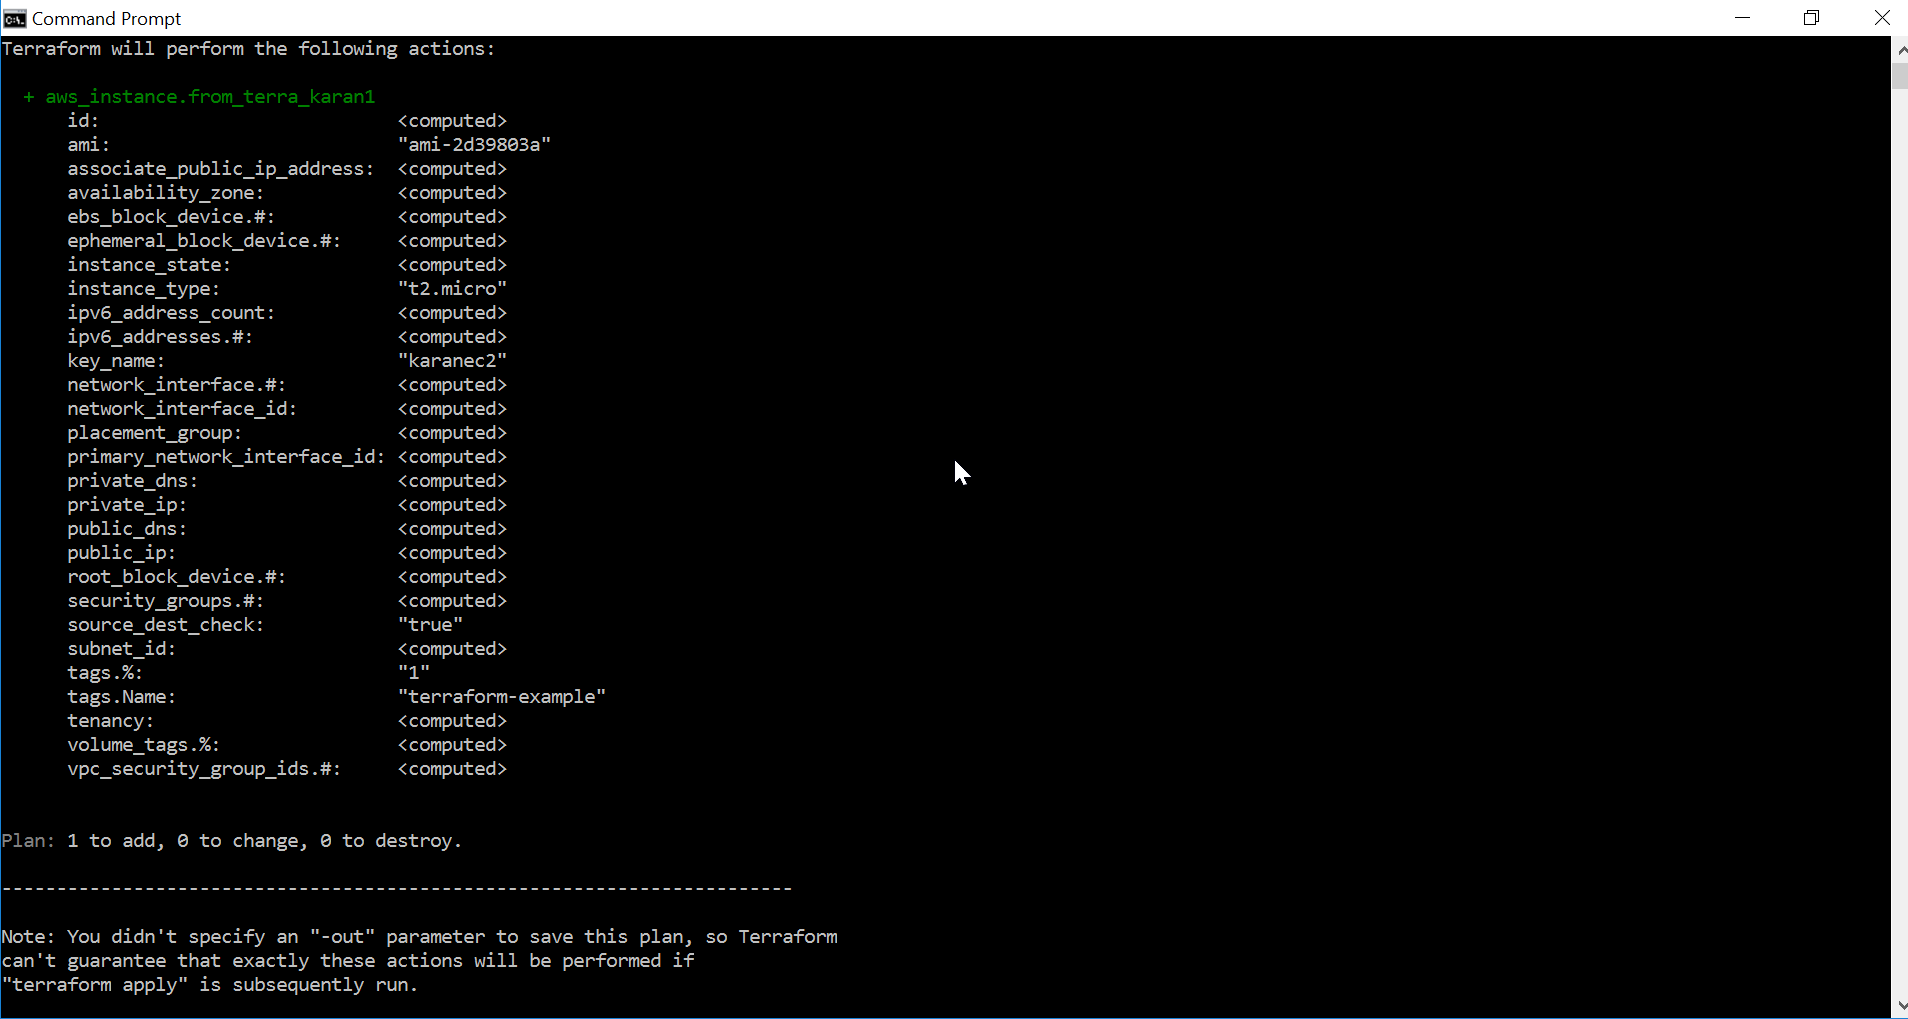 Command Prompt
Terraform will perform the following actions:
+ aws_instance.from_terra_karan1
id: <computed>
ami: "ami-2d39803a"
associate_public_ip_address: <computed>
availability_zone: <computed>
ebs_block_device.#: <computed>
ephemeral_block_device.#: <computed>
instance_state: <computed>
instance_type: "t2.micro"
ipv6_address_count: <computed>
ipv6_addresses.#: <computed>
key_name: "karanec2"
network_interface.#: <computed>
network_interface_id: <computed>
placement_group: <computed>
primary_network_interface_id: <computed>
private_dns: <computed>
private_ip: <computed>
public_dns: <computed>
public_ip: <computed>
root_block_device.#: <computed>
security_groups.#: <computed>
source_dest_check: "true"
subnet_id: <computed>
tags.%: "1"
tags.Name: "terraform-example"
tenancy: <computed>
volume_tags.%: <computed>
vpc_security_group_ids.#: <computed>
Plan: 1 to add, 0 to change, 0 to destroy.
------------------------------------------------------------------------
Note: You didn't specify an "-out" parameter to save this plan, so Terraform
can't guarantee that exactly these actions will be performed if
"terraform apply" is subsequently run.